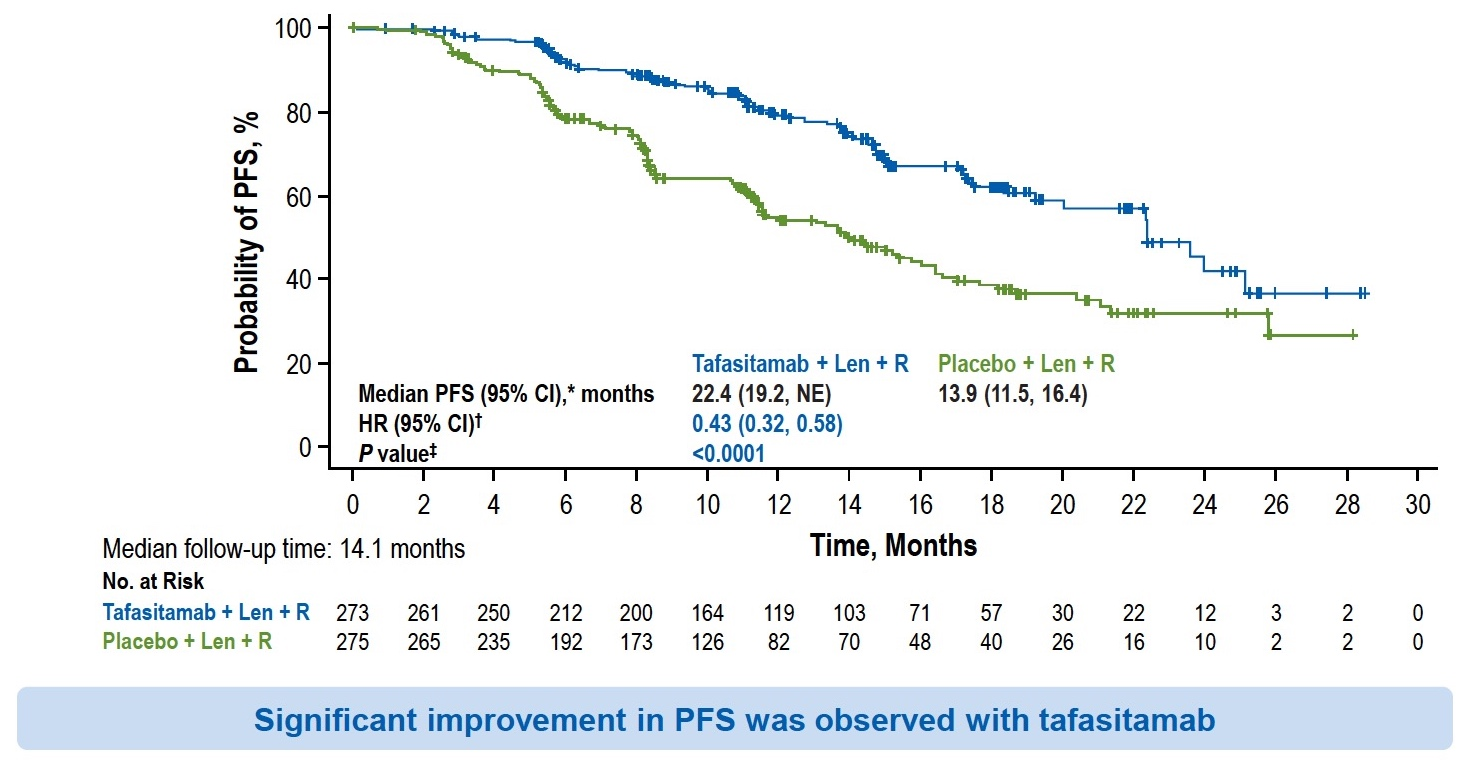 100
80
60
40
20
0
Probability of PFS, %
Tafasitamab + Len + R Placebo + Len + R
Median PFS (95% CI),* months 22.4 (19.2, NE) 13.9 (11.5, 16.4)
HR (95% CI)† 0.43 (0.32, 0.58)
P value‡ <0.0001
0 2 4 6 8 10 12 14 16 18 20 22 24 26 28 30
Time, Months
Median follow-up time: 14.1 months
No. at Risk
Tafasitamab + Len + R 273 261 250 212 200 164 119 103 71 57 30 22 12 3 2 0
Placebo + Len + R 275 265 235 192 173 126 82 70 48 40 26 16 10 2 2 0
Significant improvement in PFS was observed with tafasitamab